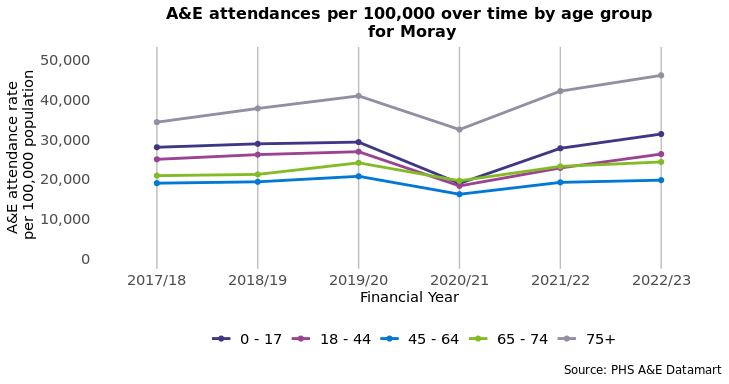 A&E attendances per 100,000 over time by age group
for Moray
A&E attendance rate
per 100,000 population
50,000
40,000
30,000
20,000
10,000
0
2017/18 2018/19 2019/20 2020/21 2021/22 2022/23
Financial Year
0 - 17 18 - 44 45 - 64 65 - 74 75+
Source: PHS A&E Datamart